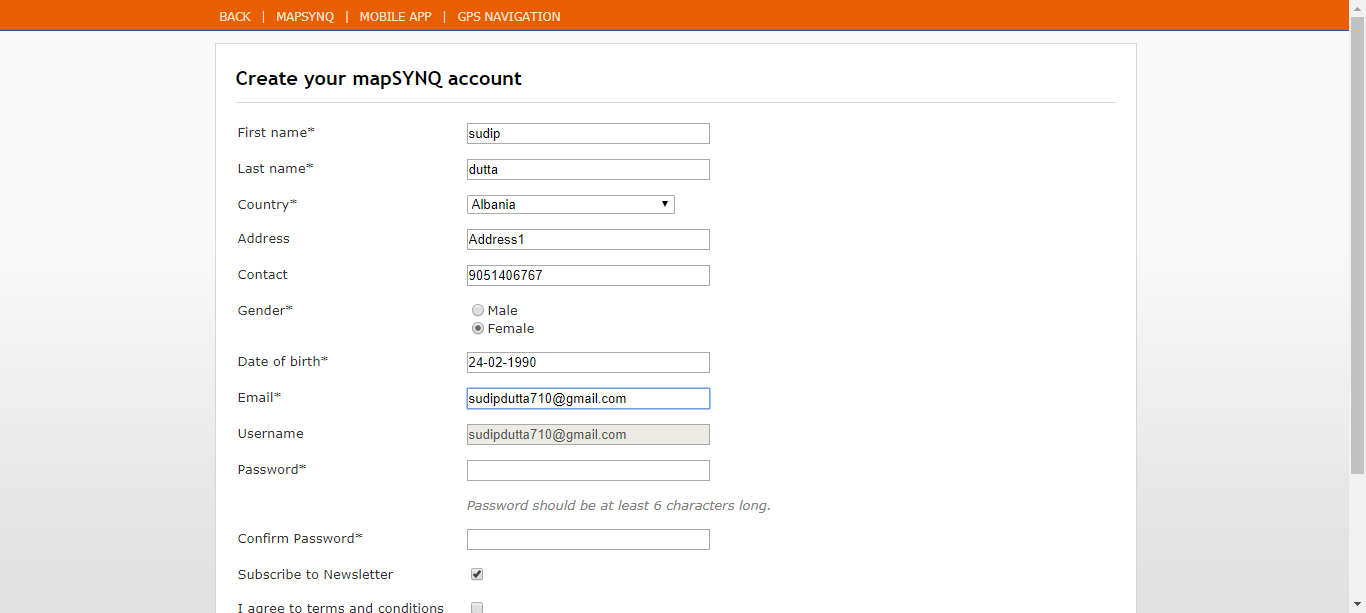 BACK | MAPSYNQ | MOBILE APP | GPS NAVIGATION
Create your mapSYNQ account
First name* sudip
Last name* dutta
Country* Albania
Address Address1
Contact 9051406767
Gender* Male
Female
Date of birth* 24-02-1990
Email* sudipdutta710@gmail.com
Username sudipdutta710@gmail.com
Password*
Password should be at least 6 characters long.
Confirm Password*
Subscribe to Newsletter
I agree to terms and conditions